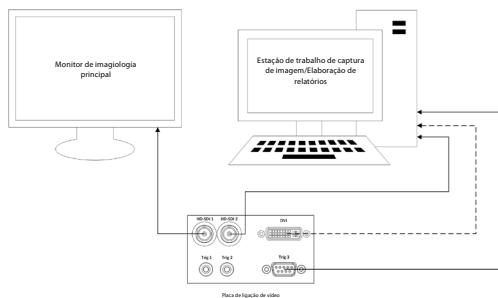 Monitor de imagiologia
principal
Estação de trabalho de captura
de imagem/Elaboração de
relatórios
HD-SDI 1 HD-SDI 2 DVI
Trig 1 Trig 2 Trig 3
Placa de ligação de vídeo